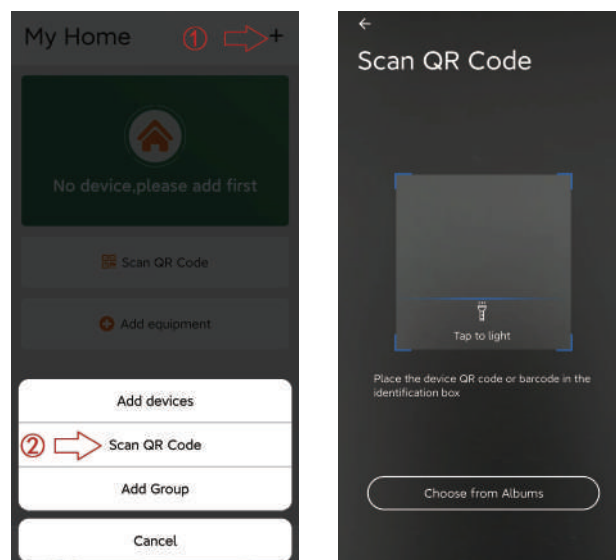 My Home ① +
No device,please add first
Scan QR Code
Add equipment
Add devices
② Scan QR Code
Add Group
Cancel
←
Scan QR Code
Tap to light
Place the device QR code or barcode in the
identification box
Choose from Albums